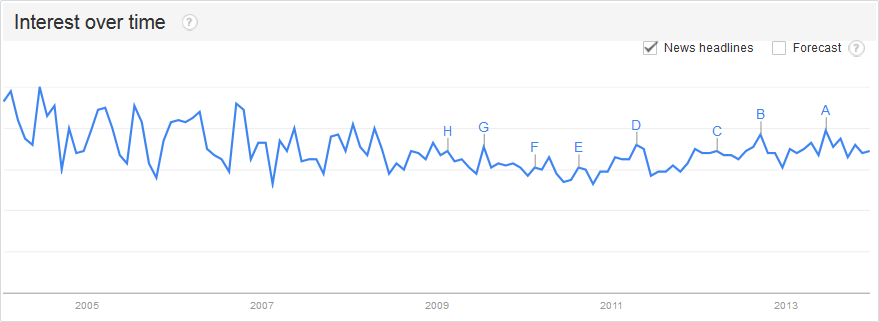 Interest over time ?
News headlines Forecast ?
A
B
D
C
G
H
F
E
2005 2007 2009 2011 2013